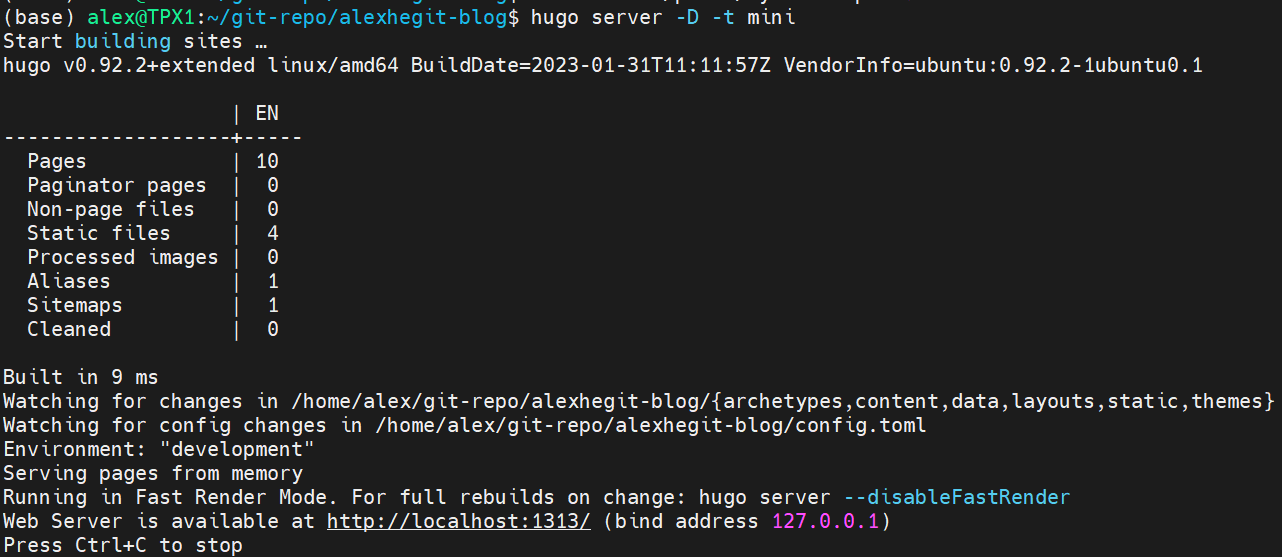 (base) alex@TPX1:~/git-repo/alexhegit-blog$ hugo server -D -t mini
Start building sites …
hugo v0.92.2+extended linux/amd64 BuildDate=2023-01-31T11:11:57Z VendorInfo=ubuntu:0.92.2-1ubuntu0.1
                   | EN
-------------------+-----
  Pages            | 10
  Paginator pages  |  0
  Non-page files   |  0
  Static files     |  4
  Processed images |  0
  Aliases          |  1
  Sitemaps         |  1
  Cleaned          |  0
Built in 9 ms
Watching for changes in /home/alex/git-repo/alexhegit-blog/{archetypes,content,data,layouts,static,themes}
Watching for config changes in /home/alex/git-repo/alexhegit-blog/config.toml
Environment: "development"
Serving pages from memory
Running in Fast Render Mode. For full rebuilds on change: hugo server --disableFastRender
Web Server is available at http://localhost:1313/ (bind address 127.0.0.1)
Press Ctrl+C to stop